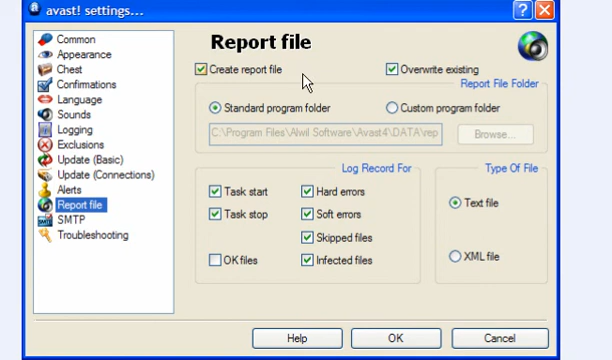 avast! settings...
Common
Appearance
Chest
Confirmations
Language
Sounds
Logging
Exclusions
Update (Basic)
Update (Connections)
Alerts
Report file
SMTP
Troubleshooting
Report file
Create report file
Overwrite existing
Report File Folder
Standard program folder
Custom program folder
C:\Program Files\Alwil Software\Avast4\DATA\rep
Browse...
Log Record For
Task start
Hard errors
Task stop
Soft errors
Skipped files
OK files
Infected files
Type Of File
Text file
XML file
Help
OK
Cancel